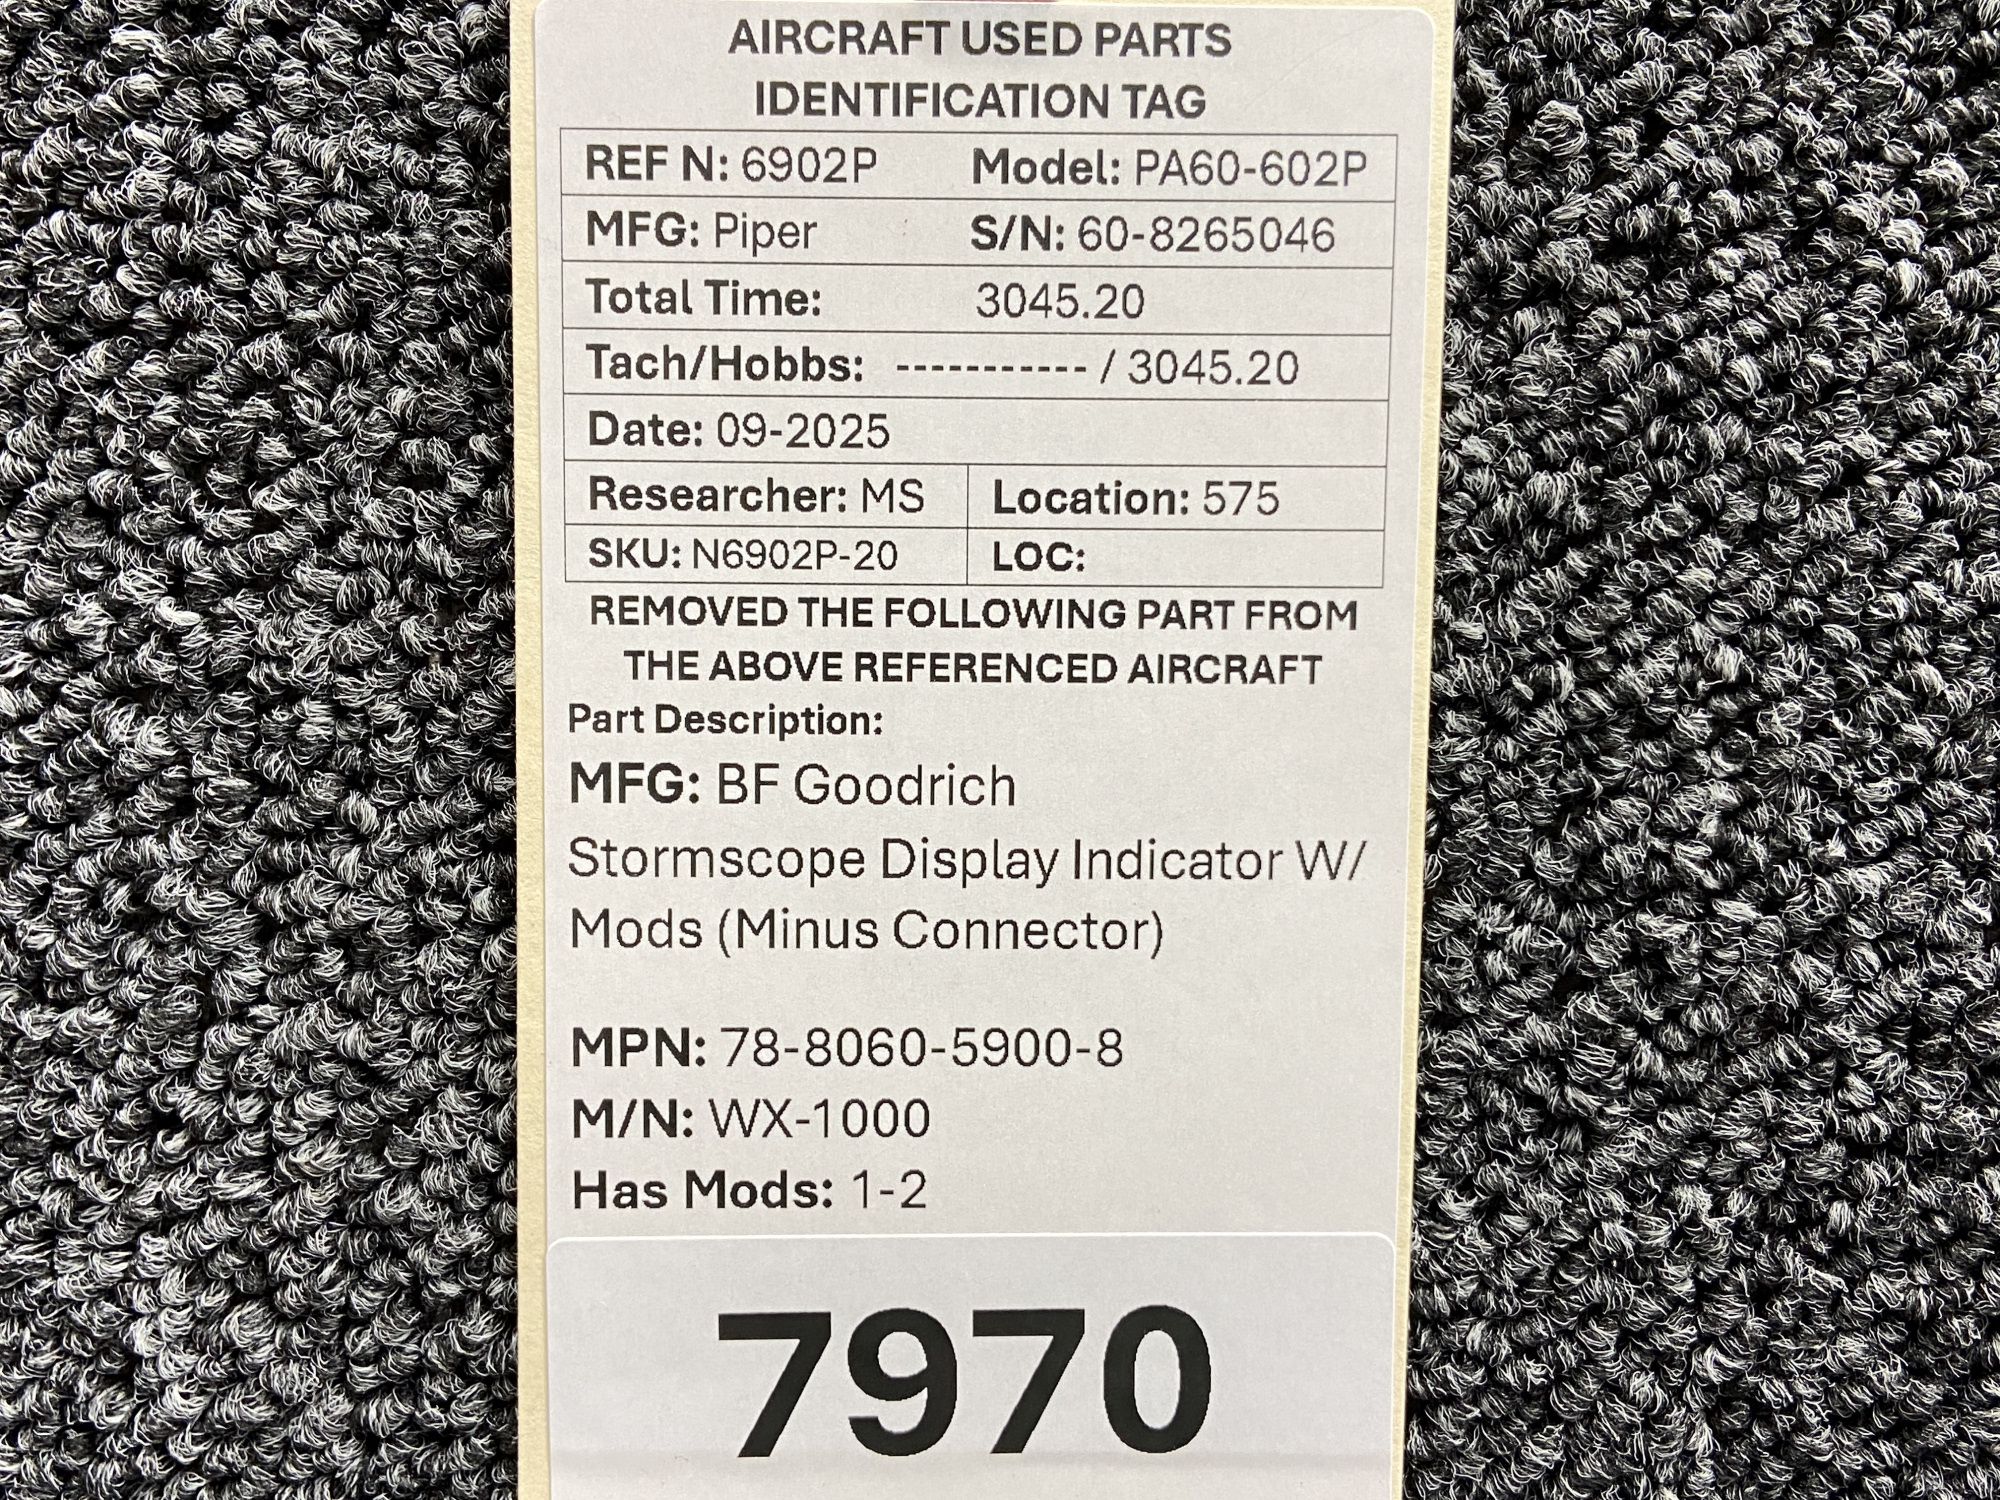 AIRCRAFT USED PARTS
IDENTIFICATION TAG
REF N: 6902P Model: PA60-602P
MFG: Piper S/N: 60-8265046
Total Time: 3045.20
Tach/Hobbs: ----------- / 3045.20
Date: 09-2025
Researcher: MS Location: 575
SKU: N6902P-20 LOC:
REMOVED THE FOLLOWING PART FROM
THE ABOVE REFERENCED AIRCRAFT
Part Description:
MFG: BF Goodrich
Stormscope Display Indicator W/
Mods (Minus Connector)
MPN: 78-8060-5900-8
M/N: WX-1000
Has Mods: 1-2
7970